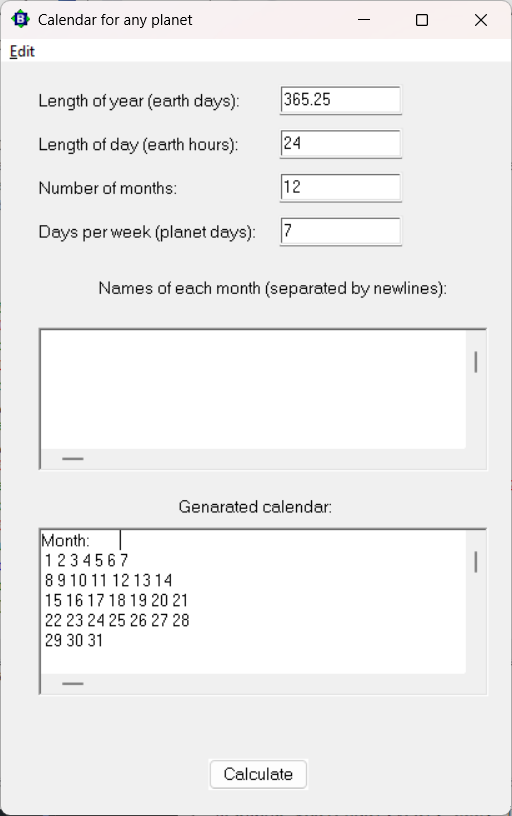 Calendar for any planet
Edit
Length of year (earth days): 365.25
Length of day (earth hours): 24
Number of months: 12
Days per week (planet days): 7
Names of each month (separated by newlines):
Genarated calendar:
Month:
1 2 3 4 5 6 7
8 9 10 11 12 13 14
15 16 17 18 19 20 21
22 23 24 25 26 27 28
29 30 31
Calculate